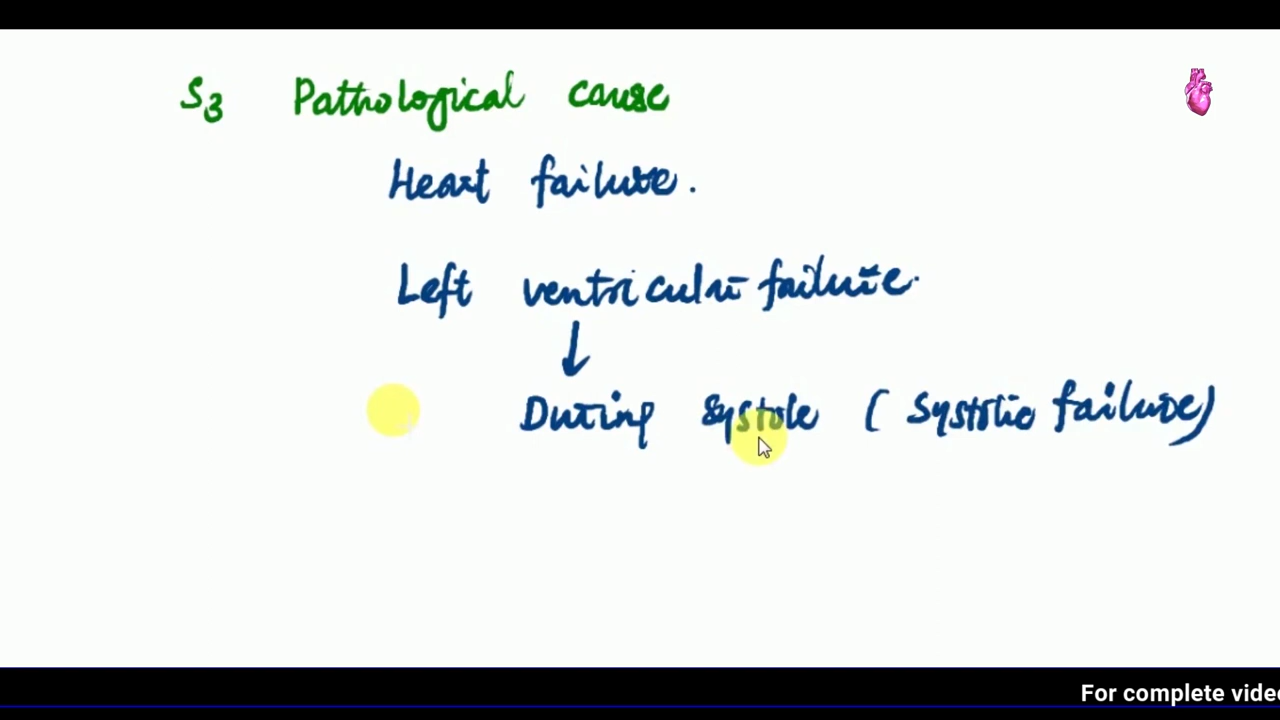 S3 Pathological cause
Heart failure.
Left ventricular failure.
↓
During systole (Systolic failure)
For complete vide